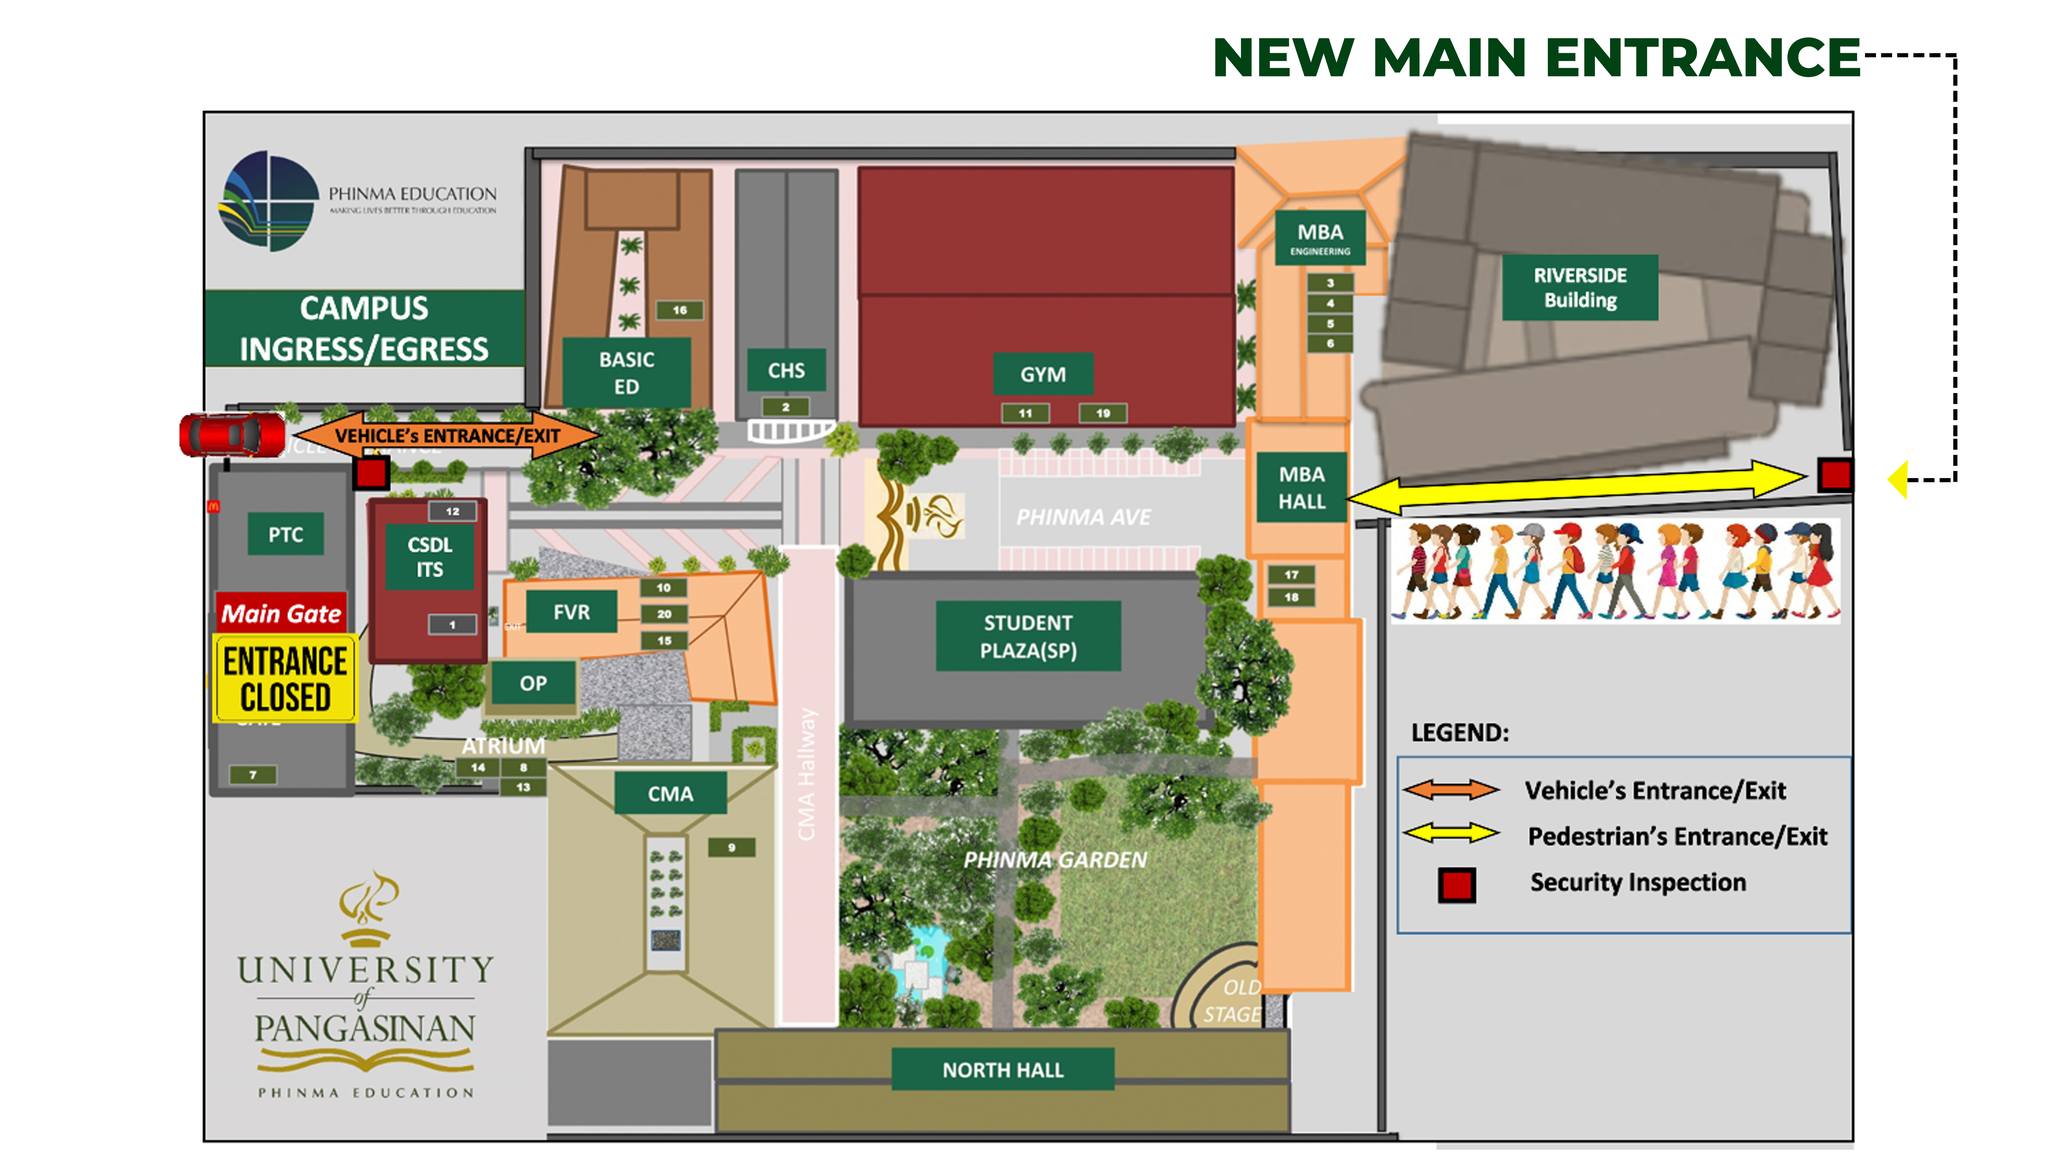 NEW MAIN ENTRANCE
PHINMA EDUCATION
MAKING LIVES BETTER THROUGH EDUCATION
CAMPUS
INGRESS/EGRESS
BASIC
ED
16
CHS
2
GYM
11
19
MBA
ENGINEERING
3
4
5
6
RIVERSIDE
Building
VEHICLE's ENTRANCE/EXIT
MBA
HALL
PHINMA AVE
PTC
12
CSDL
ITS
1
Main Gate
ENTRANCE
CLOSED
7
FVR
EXIT
10
20
15
OP
ATRIUM
14
8
13
STUDENT
PLAZA(SP)
17
18
CMA
9
CMA Hallway
PHINMA GARDEN
OLD
STAGE
NORTH HALL
LEGEND:
Vehicle's Entrance/Exit
Pedestrian's Entrance/Exit
Security Inspection
UNIVERSITY
of
PANGASINAN
PHINMA EDUCATION